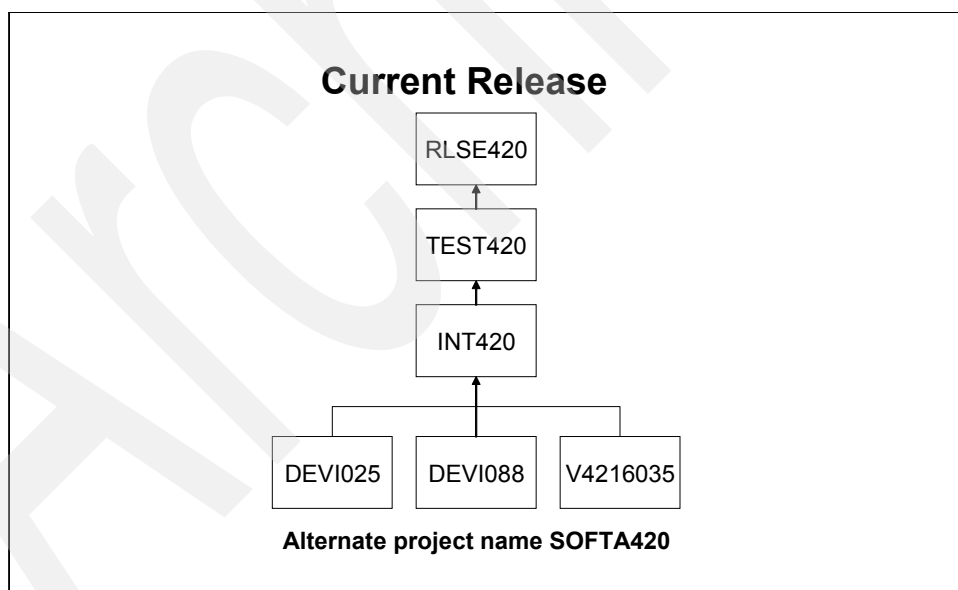 Current Release
RLSE420
TEST420
INT420
DEVI025 DEVI088 V4216035
Alternate project name SOFTA420